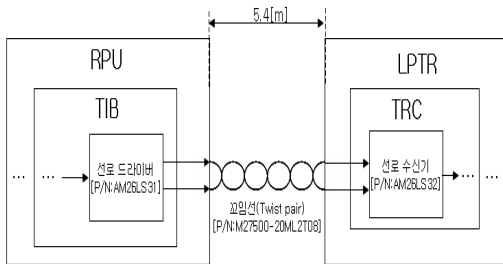 5.4[m]
RPU
LPTR
TIB
TRC
선로 드라이버
[P/N:AM26LS31]
선로 수신기
[P/N:AM26LS32]
꼬임선(Twist pair)
[P/N:M27500-20ML2T08]